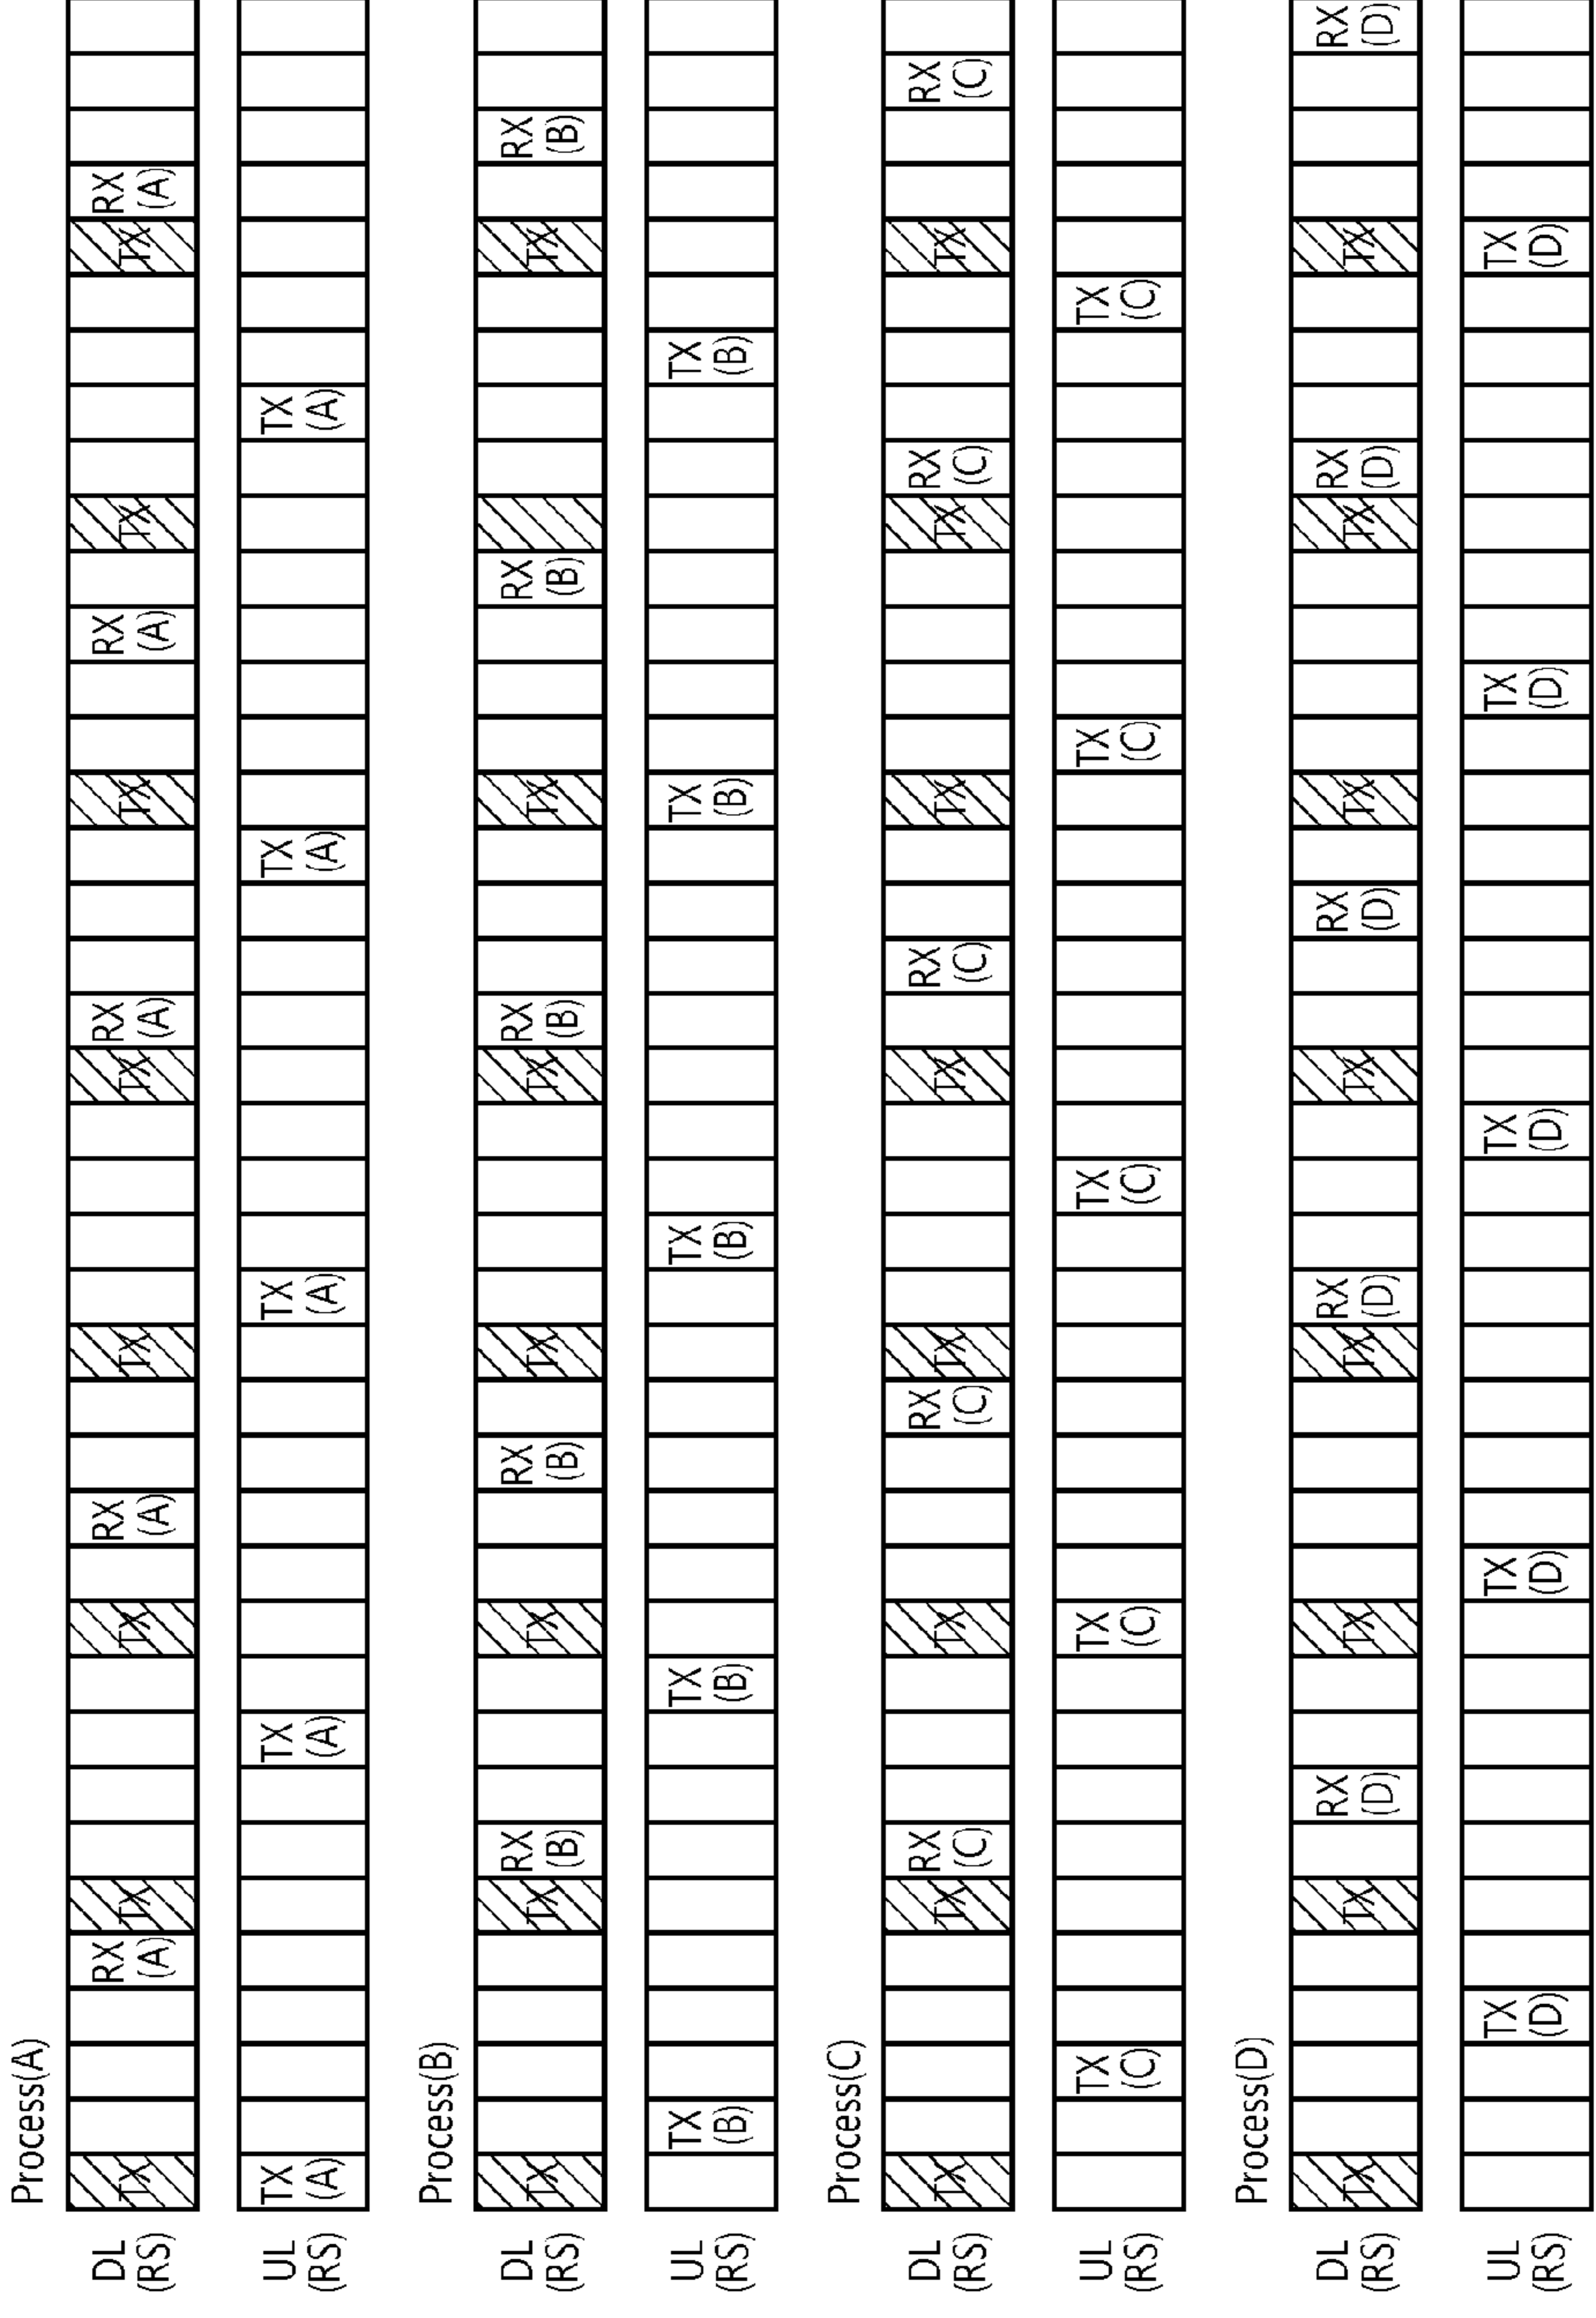 Process(A)
DL TX RX TX TX RX TX TX RX TX RX TX TX RX
(RS) (A) (A) (A) (A) (A)
UL TX TX TX TX TX
(RS) (A) (A) (A) (A) (A)
Process(B)
DL TX TX RX TX RX TX TX RX TX RX TX RX
(RS) (B) (B) (B) (B) (B)
UL TX TX TX TX TX
(RS) (B) (B) (B) (B) (B)
Process(C)
DL TX TX RX TX RX TX TX RX TX TX RX TX RX
(RS) (C) (C) (C) (C) (C)
UL TX TX TX TX TX
(RS) (C) (C) (C) (C) (C)
Process(D)
DL TX TX RX TX TX RX TX RX TX TX RX TX RX
(RS) (D) (D) (D) (D) (D)
UL TX TX TX TX TX
(RS) (D) (D) (D) (D) (D)